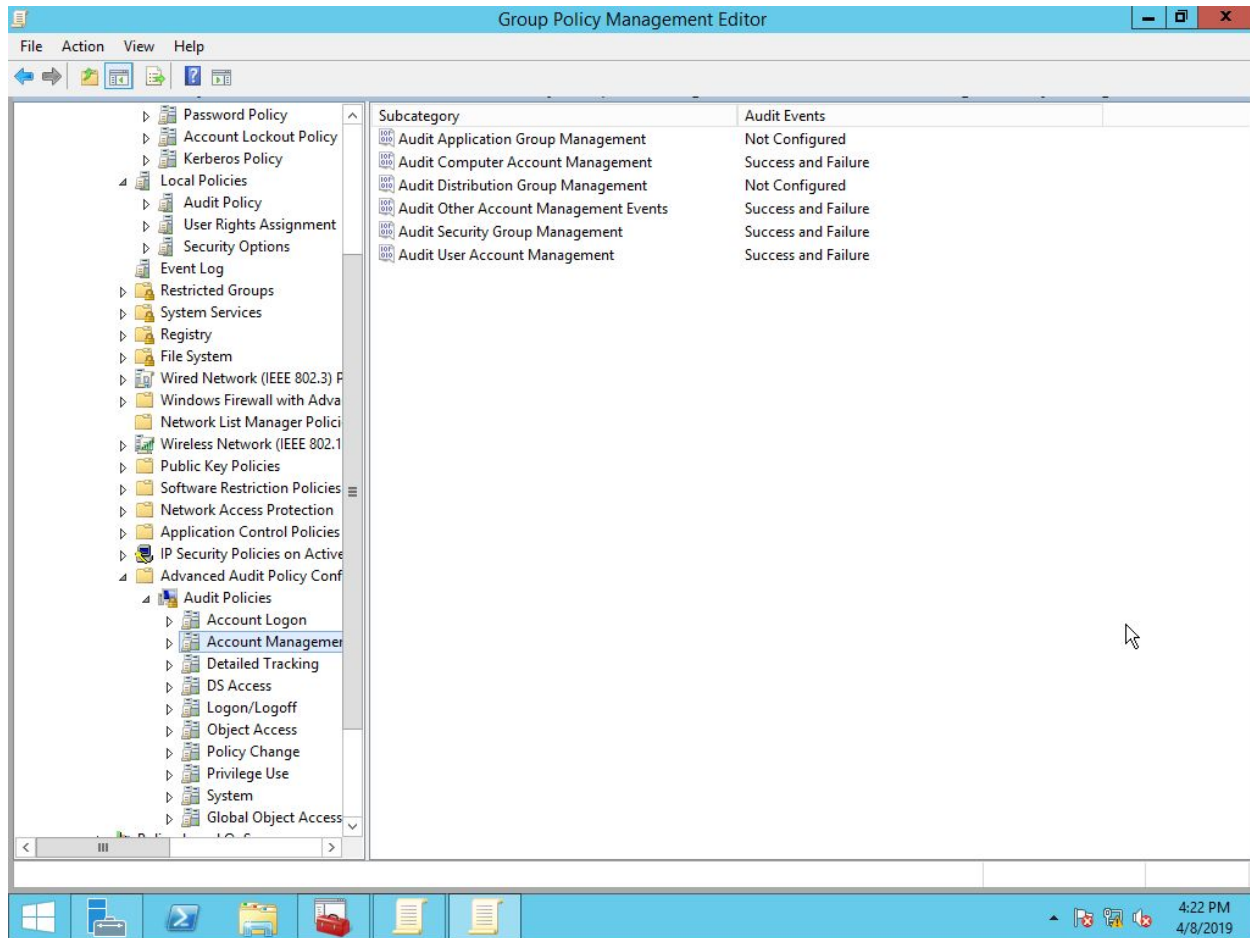 Group Policy Management Editor
File Action View Help
Password Policy
Account Lockout Policy
Kerberos Policy
Local Policies
Audit Policy
User Rights Assignment
Security Options
Event Log
Restricted Groups
System Services
Registry
File System
Wired Network (IEEE 802.3) P
Windows Firewall with Adva
Network List Manager Polici
Wireless Network (IEEE 802.1
Public Key Policies
Software Restriction Policies
Network Access Protection
Application Control Policies
IP Security Policies on Active
Advanced Audit Policy Conf
Audit Policies
Account Logon
Account Managemen
Detailed Tracking
DS Access
Logon/Logoff
Object Access
Policy Change
Privilege Use
System
Global Object Access
Subcategory Audit Events
Audit Application Group Management Not Configured
Audit Computer Account Management Success and Failure
Audit Distribution Group Management Not Configured
Audit Other Account Management Events Success and Failure
Audit Security Group Management Success and Failure
Audit User Account Management Success and Failure
4:22 PM
4/8/2019